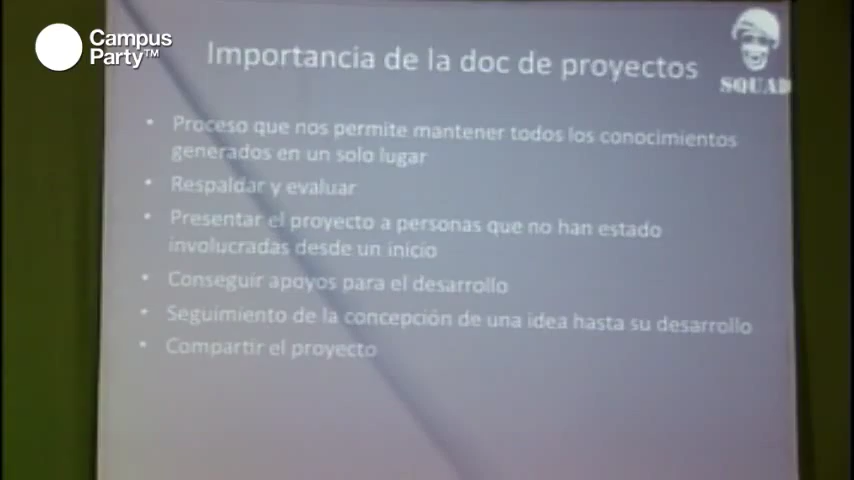 Campus
Party™
Importancia de la doc de proyectos
SQUAD
• Proceso que nos permite mantener todos los conocimientos
generados en un solo lugar
• Respaldar y evaluar
• Presentar el proyecto a personas que no han estado
involucradas desde un inicio
• Conseguir apoyos para el desarrollo
• Seguimiento de la concepción de una idea hasta su desarrollo
• Compartir el proyecto